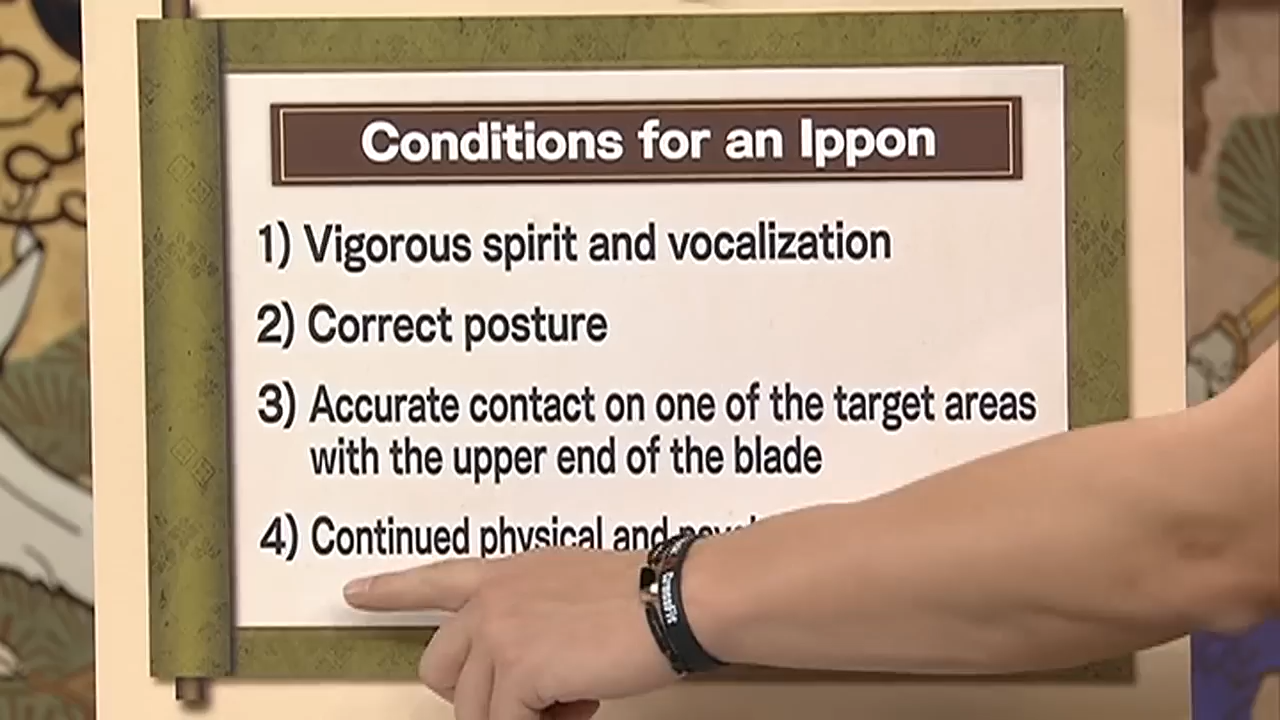 Conditions for an Ippon
1) Vigorous spirit and vocalization
2) Correct posture
3) Accurate contact on one of the target areas
with the upper end of the blade
4) Continued physical and